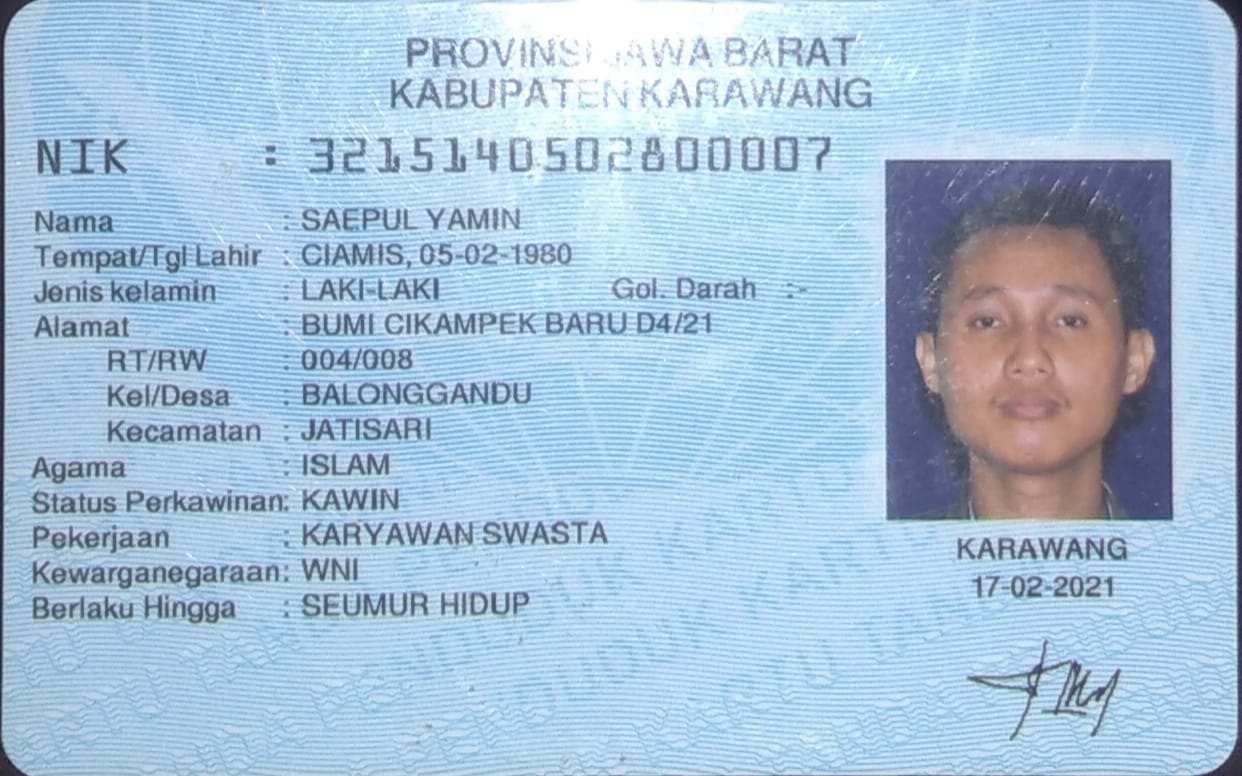 PROVINSI JAWA BARAT
KABUPATEN KARAWANG
NIK : 3215140502800007
Nama : SAEPUL YAMIN
Tempat/Tgl Lahir : CIAMIS, 05-02-1980
Jenis kelamin : LAKI-LAKI Gol. Darah :-
Alamat : BUMI CIKAMPEK BARU D4/21
RT/RW : 004/008
Kel/Desa : BALONGGANDU
Kecamatan : JATISARI
Agama : ISLAM
Status Perkawinan: KAWIN
Pekerjaan : KARYAWAN SWASTA
Kewarganegaraan: WNI
Berlaku Hingga : SEUMUR HIDUP
KARAWANG
17-02-2021